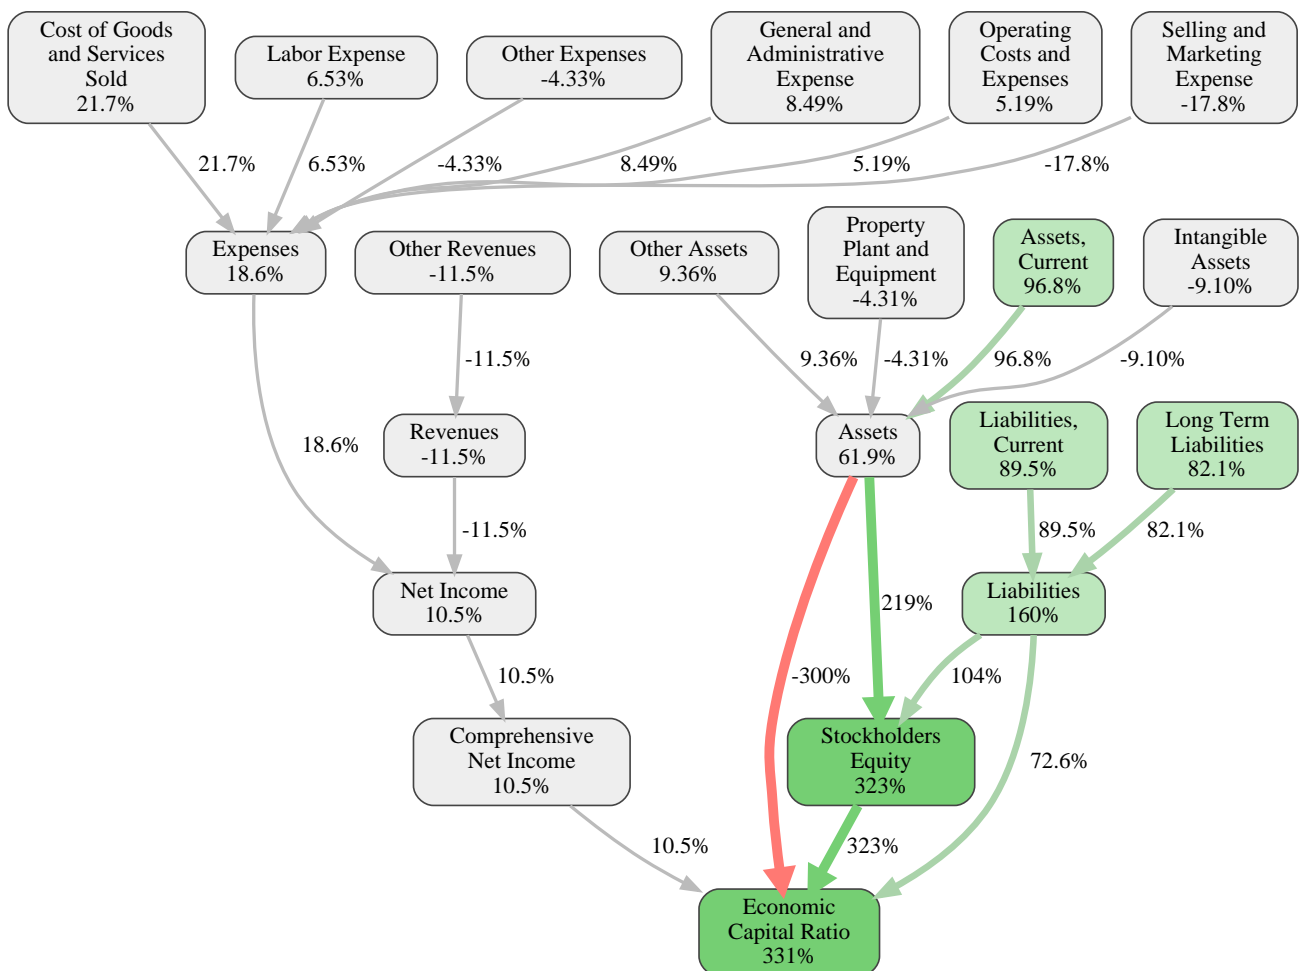 Cost of Goods
and Services
Sold
21.7%
Labor Expense
6.53%
Other Expenses
-4.33%
General and
Administrative
Expense
8.49%
Operating
Costs and
Expenses
5.19%
Selling and
Marketing
Expense
-17.8%
21.7%
6.53%
-4.33%
8.49%
5.19%
-17.8%
Expenses
18.6%
Other Revenues
-11.5%
Other Assets
9.36%
Property
Plant and
Equipment
-4.31%
Assets,
Current
96.8%
Intangible
Assets
-9.10%
-11.5%
9.36%
-4.31%
96.8%
-9.10%
18.6%
Revenues
-11.5%
Assets
61.9%
Liabilities,
Current
89.5%
Long Term
Liabilities
82.1%
-11.5%
89.5%
82.1%
Net Income
10.5%
219%
Liabilities
160%
10.5%
-300%
104%
Comprehensive
Net Income
10.5%
Stockholders
Equity
323%
72.6%
10.5%
323%
Economic
Capital Ratio
331%